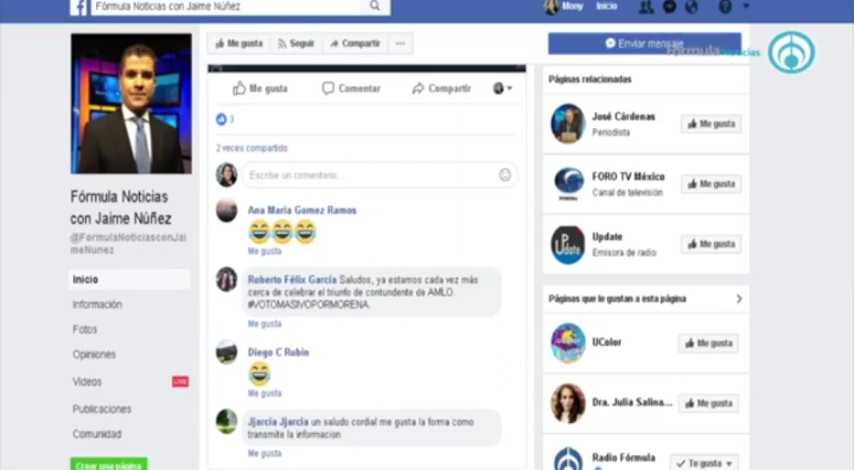 Fórmula Noticias con Jaime Núñez
Mony Inicio
Me gusta Seguir Compartir
Enviar mensaje
fórmulaNoticias
Fórmula Noticias
con Jaime Núñez
@FormulaNoticiasconJai
meNunez
Inicio
Información
Fotos
Opiniones
Videos LIVE
Publicaciones
Comunidad
Crear una página
Me gusta Comentar Compartir
3
2 veces compartido
Escribe un comentario...
Ana Maria Gomez Ramos
Me gusta
Roberto Félix García Saludos, ya estamos cada vez más
cerca de celebrar el triunfo de contundente de AMLO.
#VOTOMASIVOPORMORENA.
Me gusta
Diego C Rubin
Me gusta
Jjarcia Jjarcia un saludo cordial me gusta la forma como
transmite la informacion
Me gusta
Páginas relacionadas
José Cárdenas
Periodista
Me gusta
FORO TV México
Canal de televisión
Me gusta
Update
Emisora de radio
Me gusta
Páginas que le gustan a esta página
UColor
Me gusta
Dra. Julia Salina...
Me gusta
Radio Fórmula
Te gusta